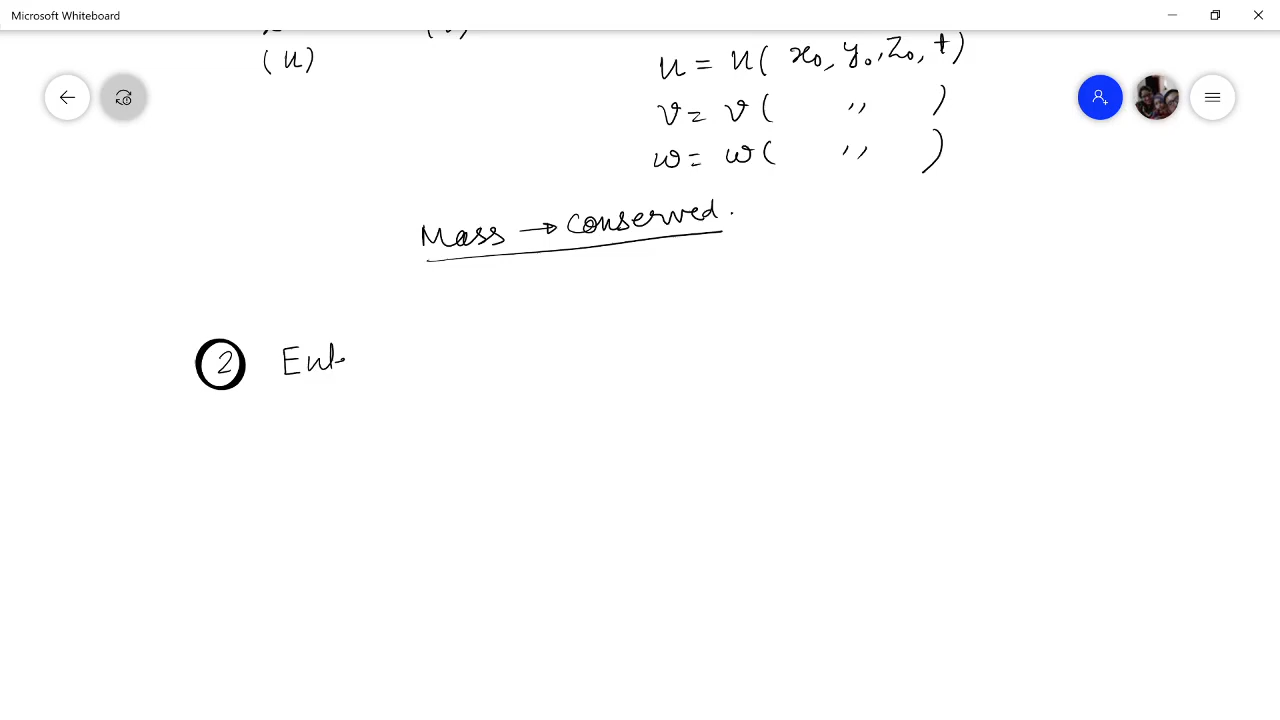 Microsoft Whiteboard
(u)
u = u( x₀, y₀, z₀, t)
v = v( ,, )
w = w( ,, )
Mass → Conserved.
② Eul